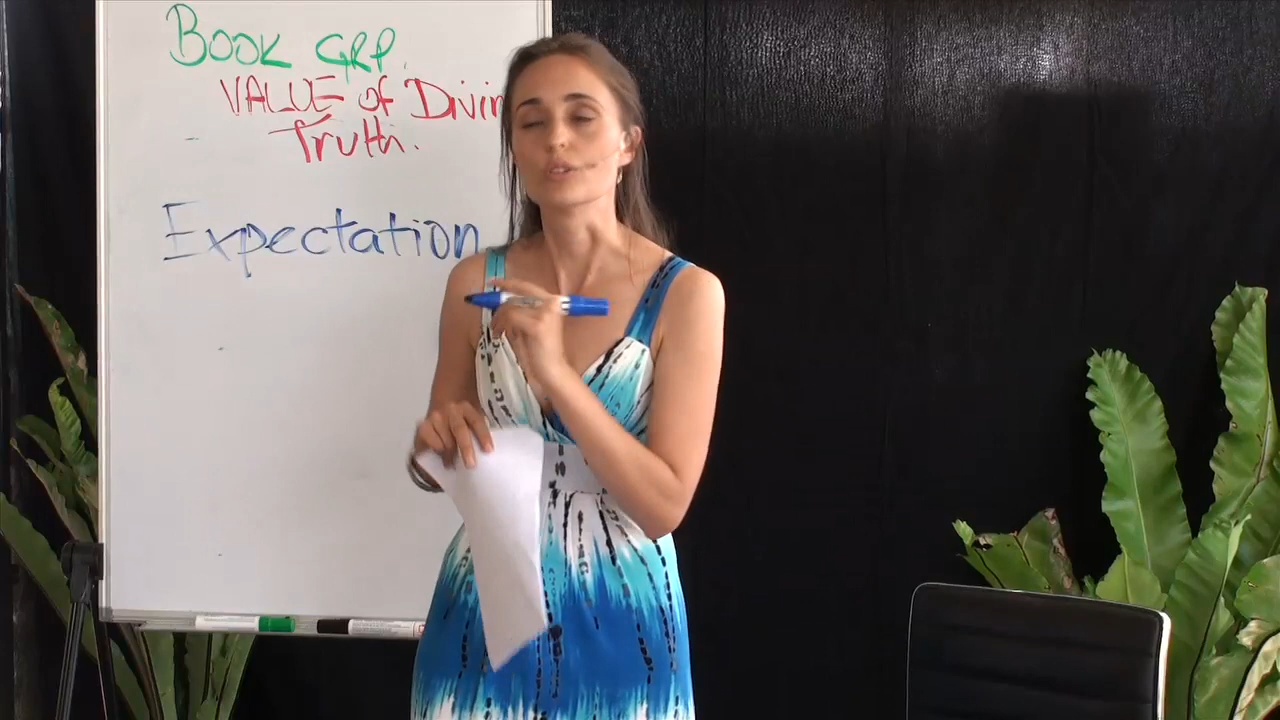 BOOK GRP.
VALUE of Divin
Truth.
Expectation